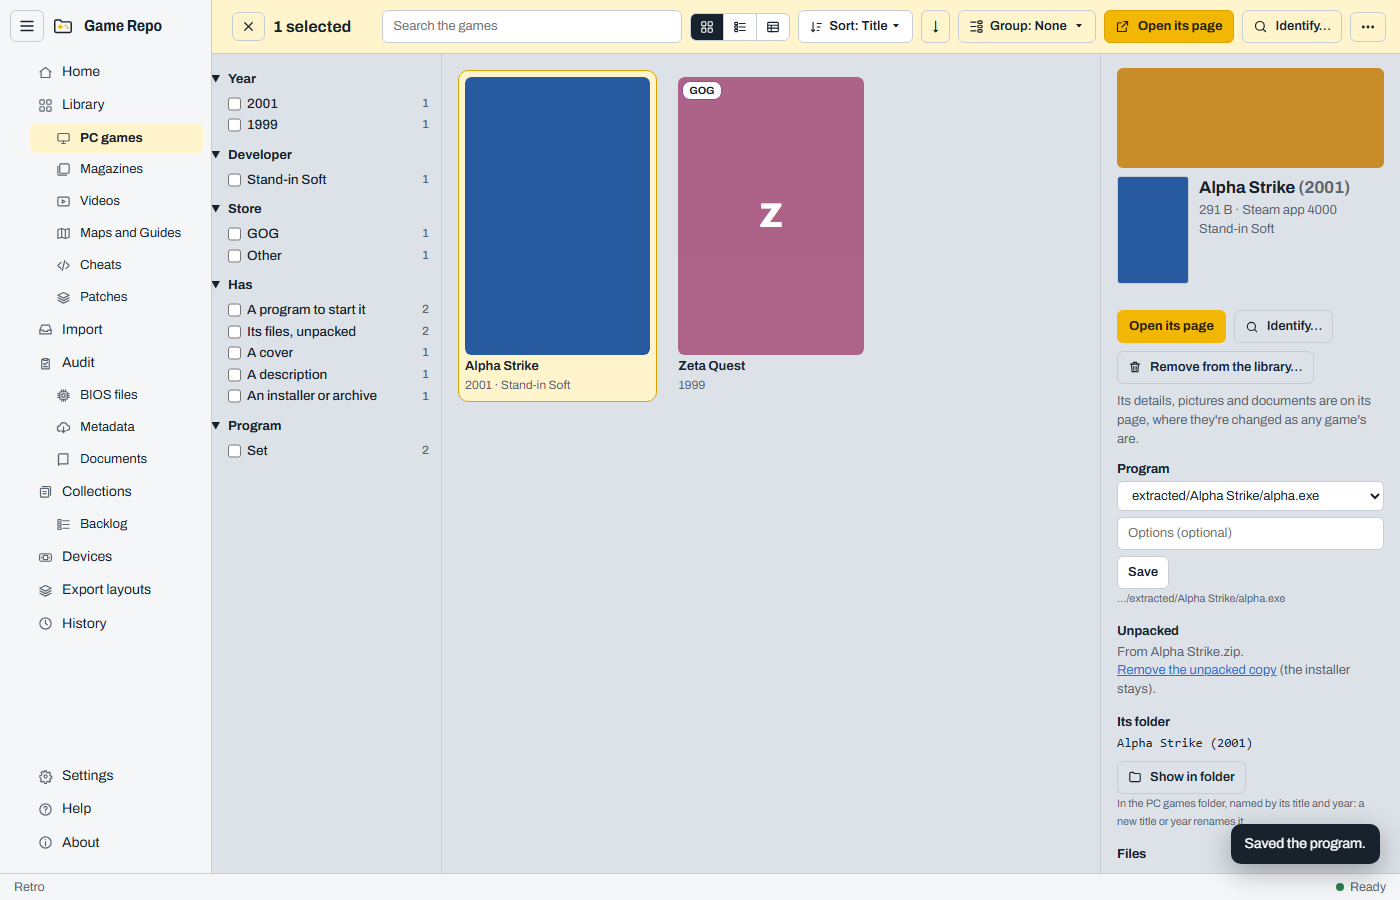 Game Repo
1 selected
Search the games
Sort: Title
Group: None
Open its page
Identify...
Home
Library
PC games
Magazines
Videos
Maps and Guides
Cheats
Patches
Import
Audit
BIOS files
Metadata
Documents
Collections
Backlog
Devices
Export layouts
History
Settings
Help
About
Year
2001 1
1999 1
Developer
Stand-in Soft 1
Store
GOG 1
Other 1
Has
A program to start it 2
Its files, unpacked 2
A cover 1
A description 1
An installer or archive 1
Program
Set 2
Alpha Strike
2001 · Stand-in Soft
GOG
Z
Zeta Quest
1999
Alpha Strike (2001)
291 B · Steam app 4000
Stand-in Soft
Open its page
Identify...
Remove from the library...
Its details, pictures and documents are on its
page, where they're changed as any game's
are.
Program
extracted/Alpha Strike/alpha.exe
Options (optional)
Save
.../extracted/Alpha Strike/alpha.exe
Unpacked
From Alpha Strike.zip.
Remove the unpacked copy (the installer
stays).
Its folder
Alpha Strike (2001)
Show in folder
In the PC games folder, named by its title and year: a
new title or year renames it
Files
Saved the program.
Retro
Ready